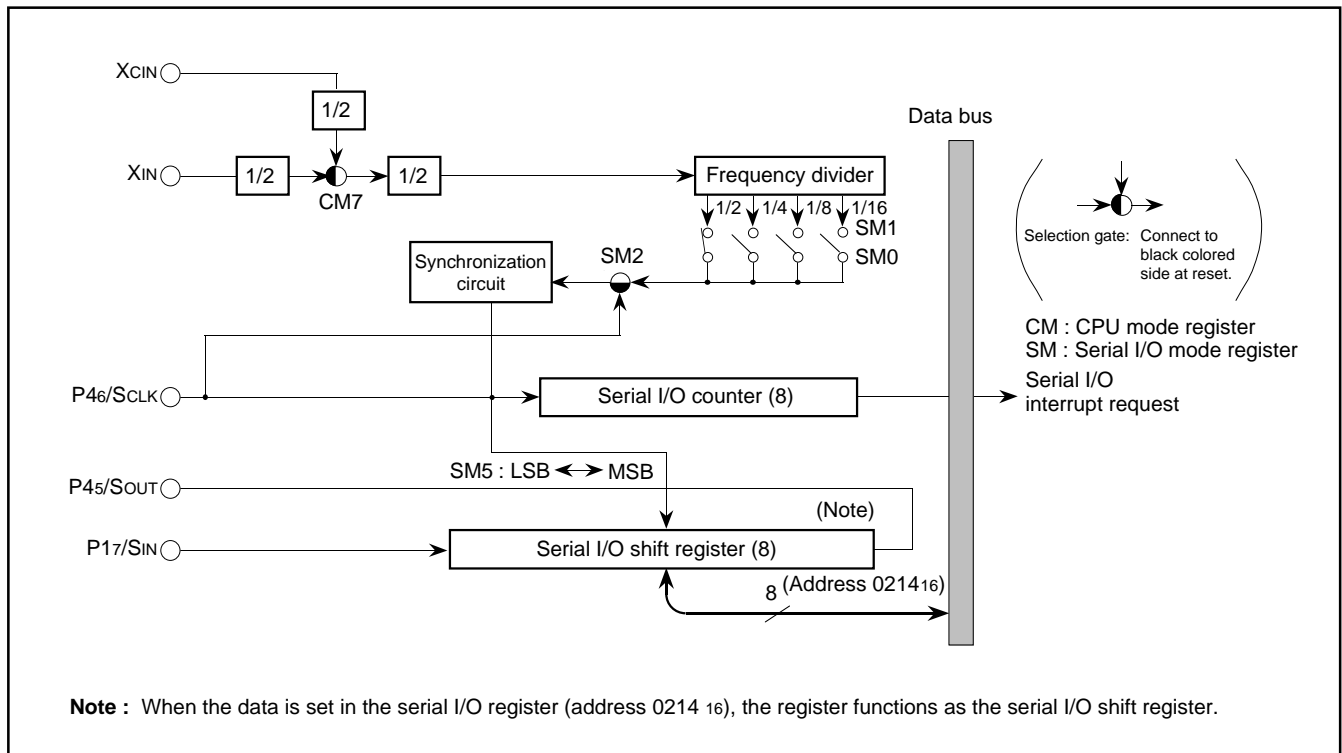 XCIN
1/2
Data bus
XIN
1/2
1/2
CM7
Frequency divider
1/2
1/4
1/8
1/16
SM1
SM0
Selection gate: Connect to
black colored
side at reset.
Synchronization
circuit
SM2
CM : CPU mode register
SM : Serial I/O mode register
P46/SCLK
Serial I/O counter (8)
Serial I/O
interrupt request
SM5 : LSB
MSB
P45/SOUT
(Note)
P17/SIN
Serial I/O shift register (8)
8
(Address 021416)
Note : When the data is set in the serial I/O register (address 0214 16), the register functions as the serial I/O shift register.